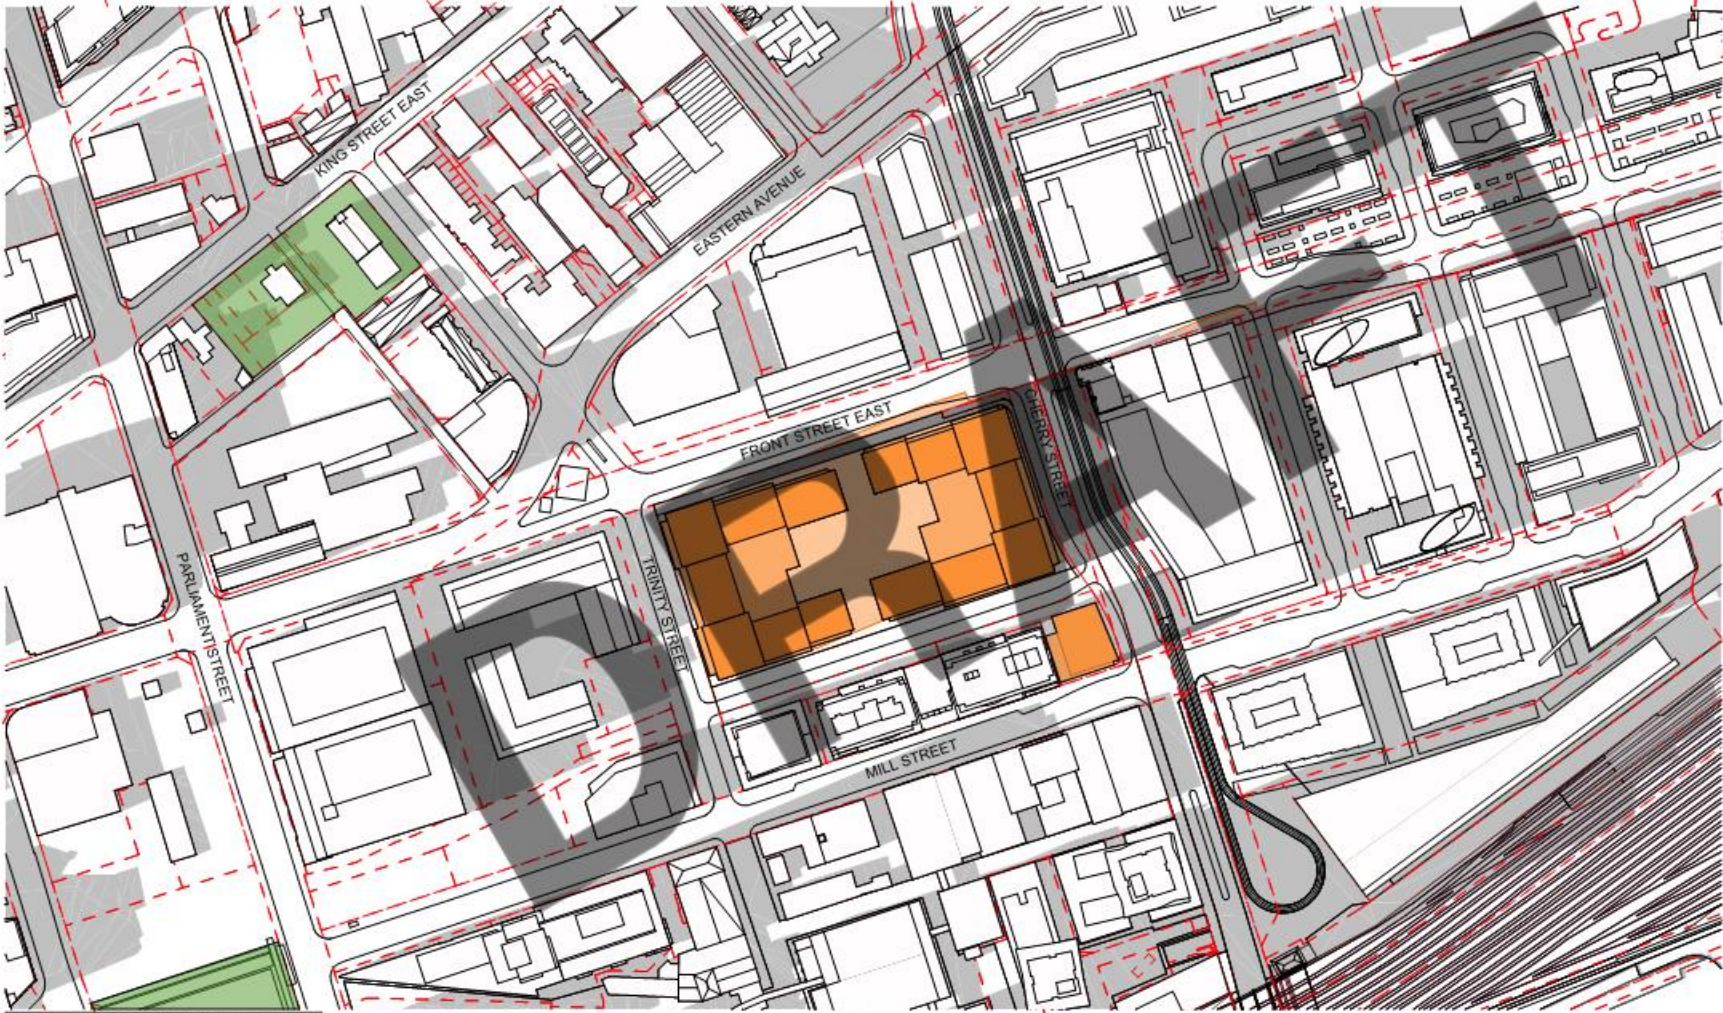 KING STREET EAST
EASTERN AVENUE
FRONT STREET EAST
CHERRY STREET
TRINITY STREET
PARLIAMENT STREET
MILL STREET
DRAFT